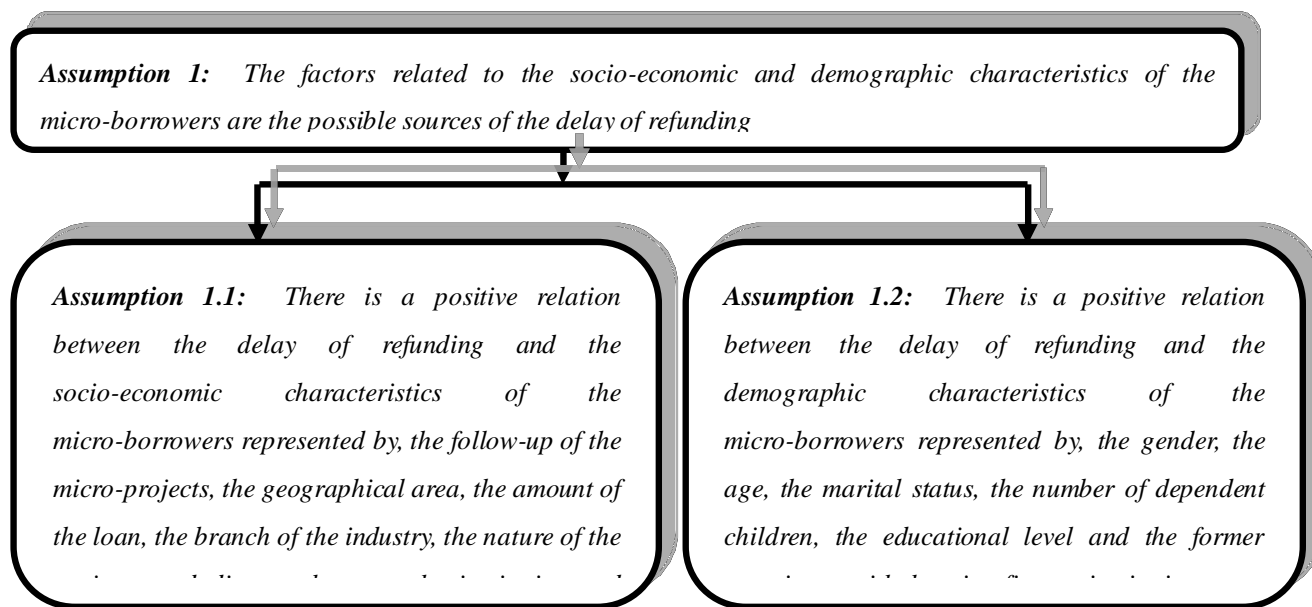 Assumption 1: The factors related to the socio-economic and demographic characteristics of the
micro-borrowers are the possible sources of the delay of refunding
Assumption 1.1: There is a positive relation
between the delay of refunding and the
socio-economic characteristics of the
micro-borrowers represented by, the follow-up of the
micro-projects, the geographical area, the amount of
the loan, the branch of the industry, the nature of the
Assumption 1.2: There is a positive relation
between the delay of refunding and the
demographic characteristics of the
micro-borrowers represented by, the gender, the
age, the marital status, the number of dependent
children, the educational level and the former